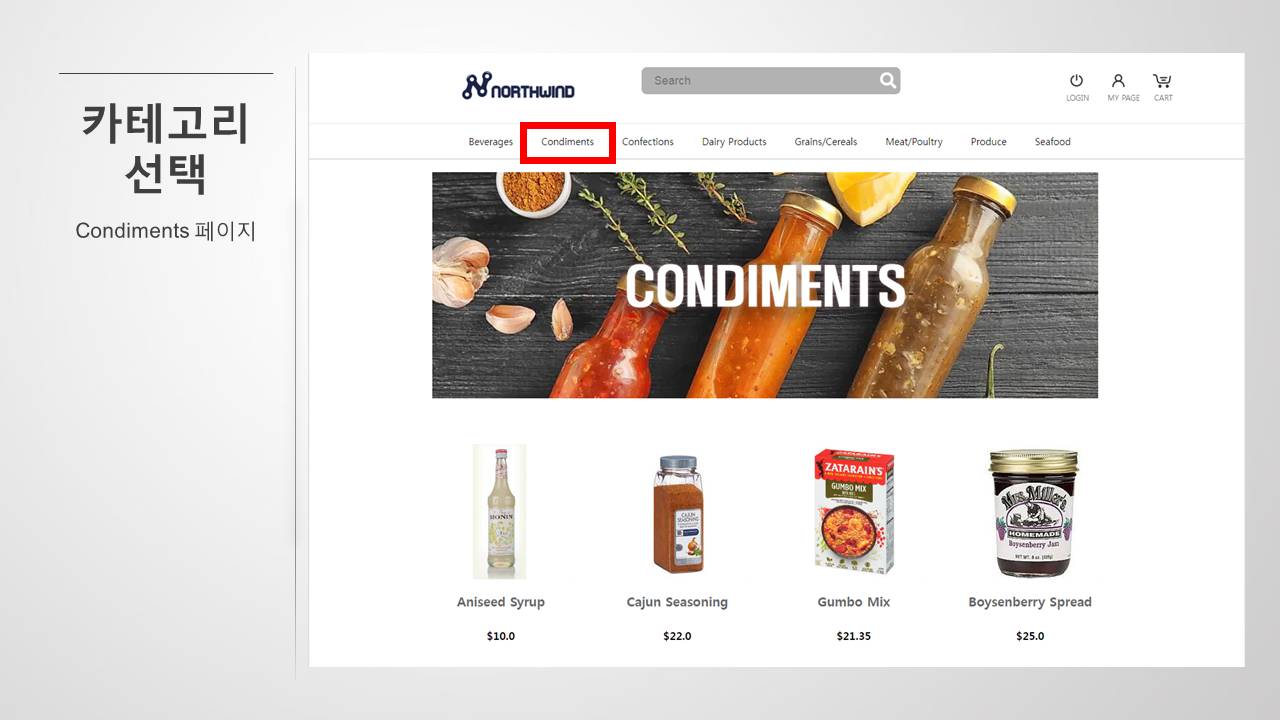 카테고리
선택
Condiments 페이지
NORTHWIND
Search
LOGIN MY PAGE CART
Beverages Condiments Confections Dairy Products Grains/Cereals Meat/Poultry Produce Seafood
CONDIMENTS
MONIN
CAJUN
SEASONING
ZATARAIN'S
GUMBO MIX
Mrs. Miller's
HOMEMADE
Boysenberry Jam
Aniseed Syrup Cajun Seasoning Gumbo Mix Boysenberry Spread
$10.0 $22.0 $21.35 $25.0